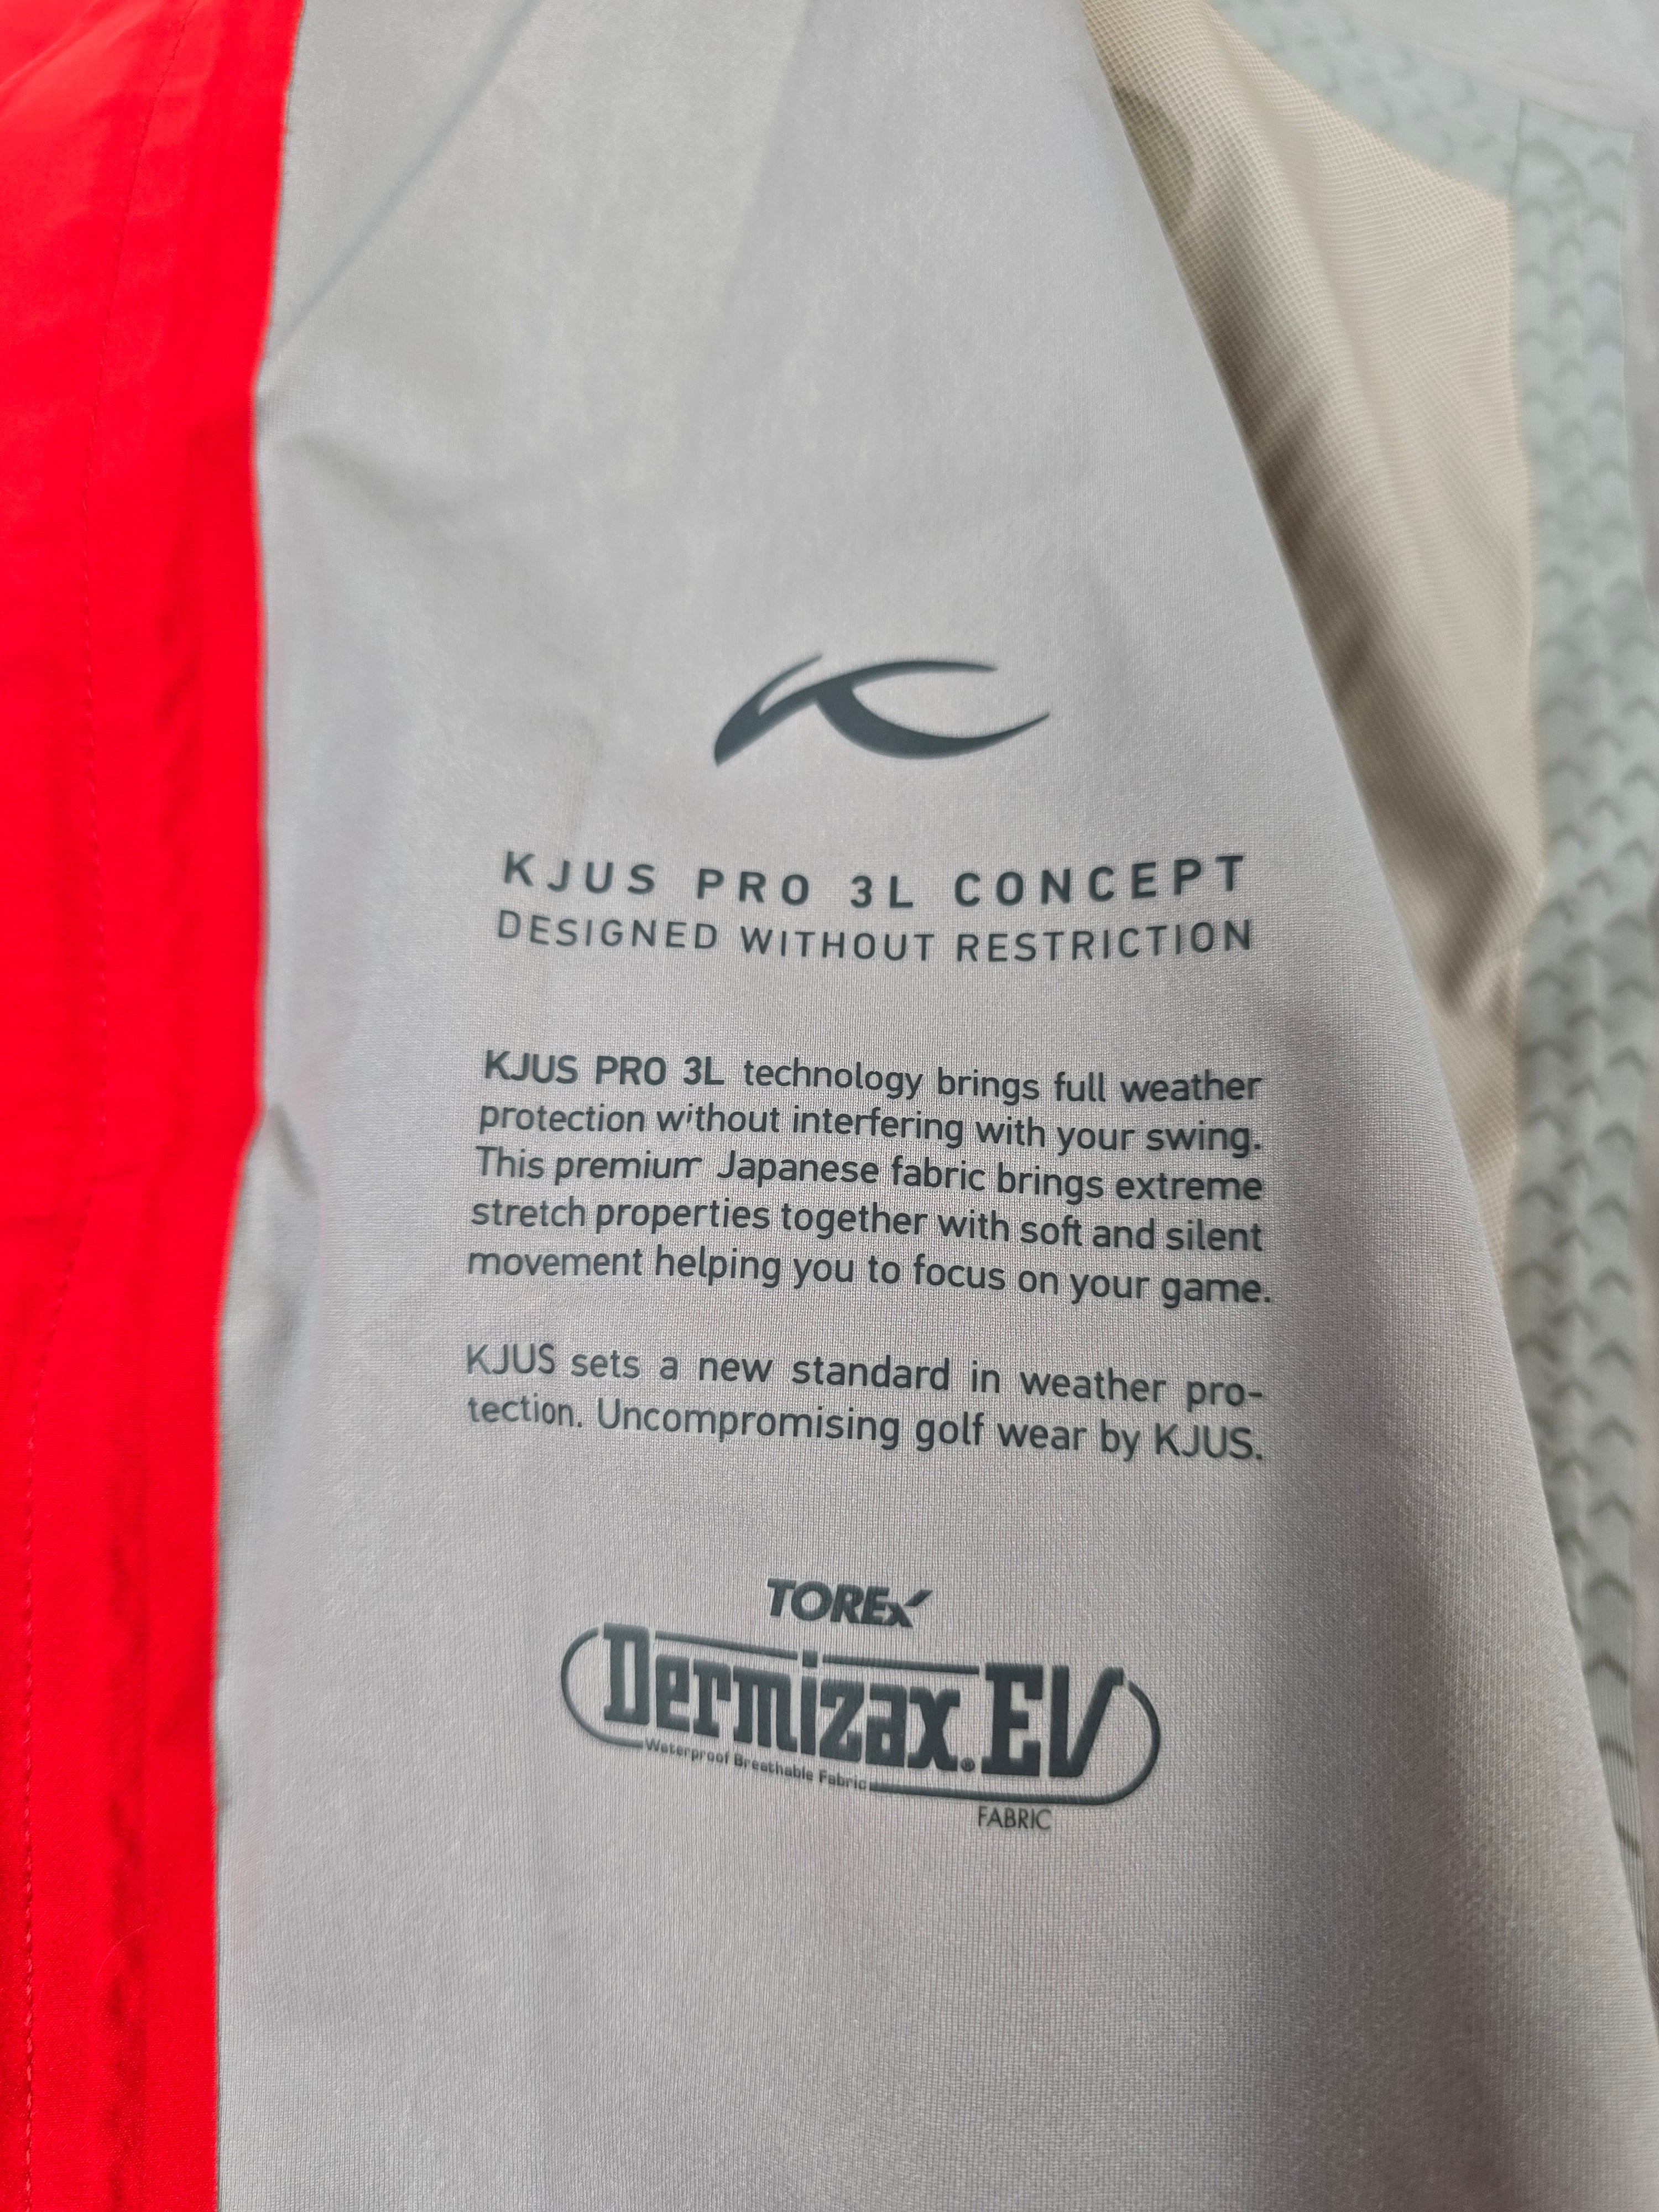 KJUS PRO 3L CONCEPT
DESIGNED WITHOUT RESTRICTION
KJUS PRO 3L technology brings full weather
protection without interfering with your swing.
This premium Japanese fabric brings extreme
stretch properties together with soft and silent
movement helping you to focus on your game.
KJUS sets a new standard in weather pro-
tection. Uncompromising golf wear by KJUS.
TOREX
Dermizax®EV
Waterproof Breathable Fabric
FABRIC